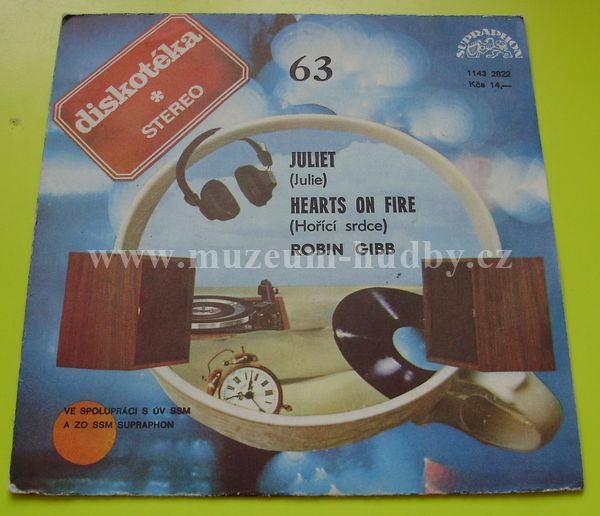 diskotéka
*
STEREO
63
SUPRAPHON
1143 2822
Kčs 14,—
JULIET
(Julie)
HEARTS ON FIRE
(Hořící srdce)
ROBIN GIBB
www.muzeum-hudby.cz
VE SPOLUPRÁCI S ÚV SSM
A ZO SSM SUPRAPHON